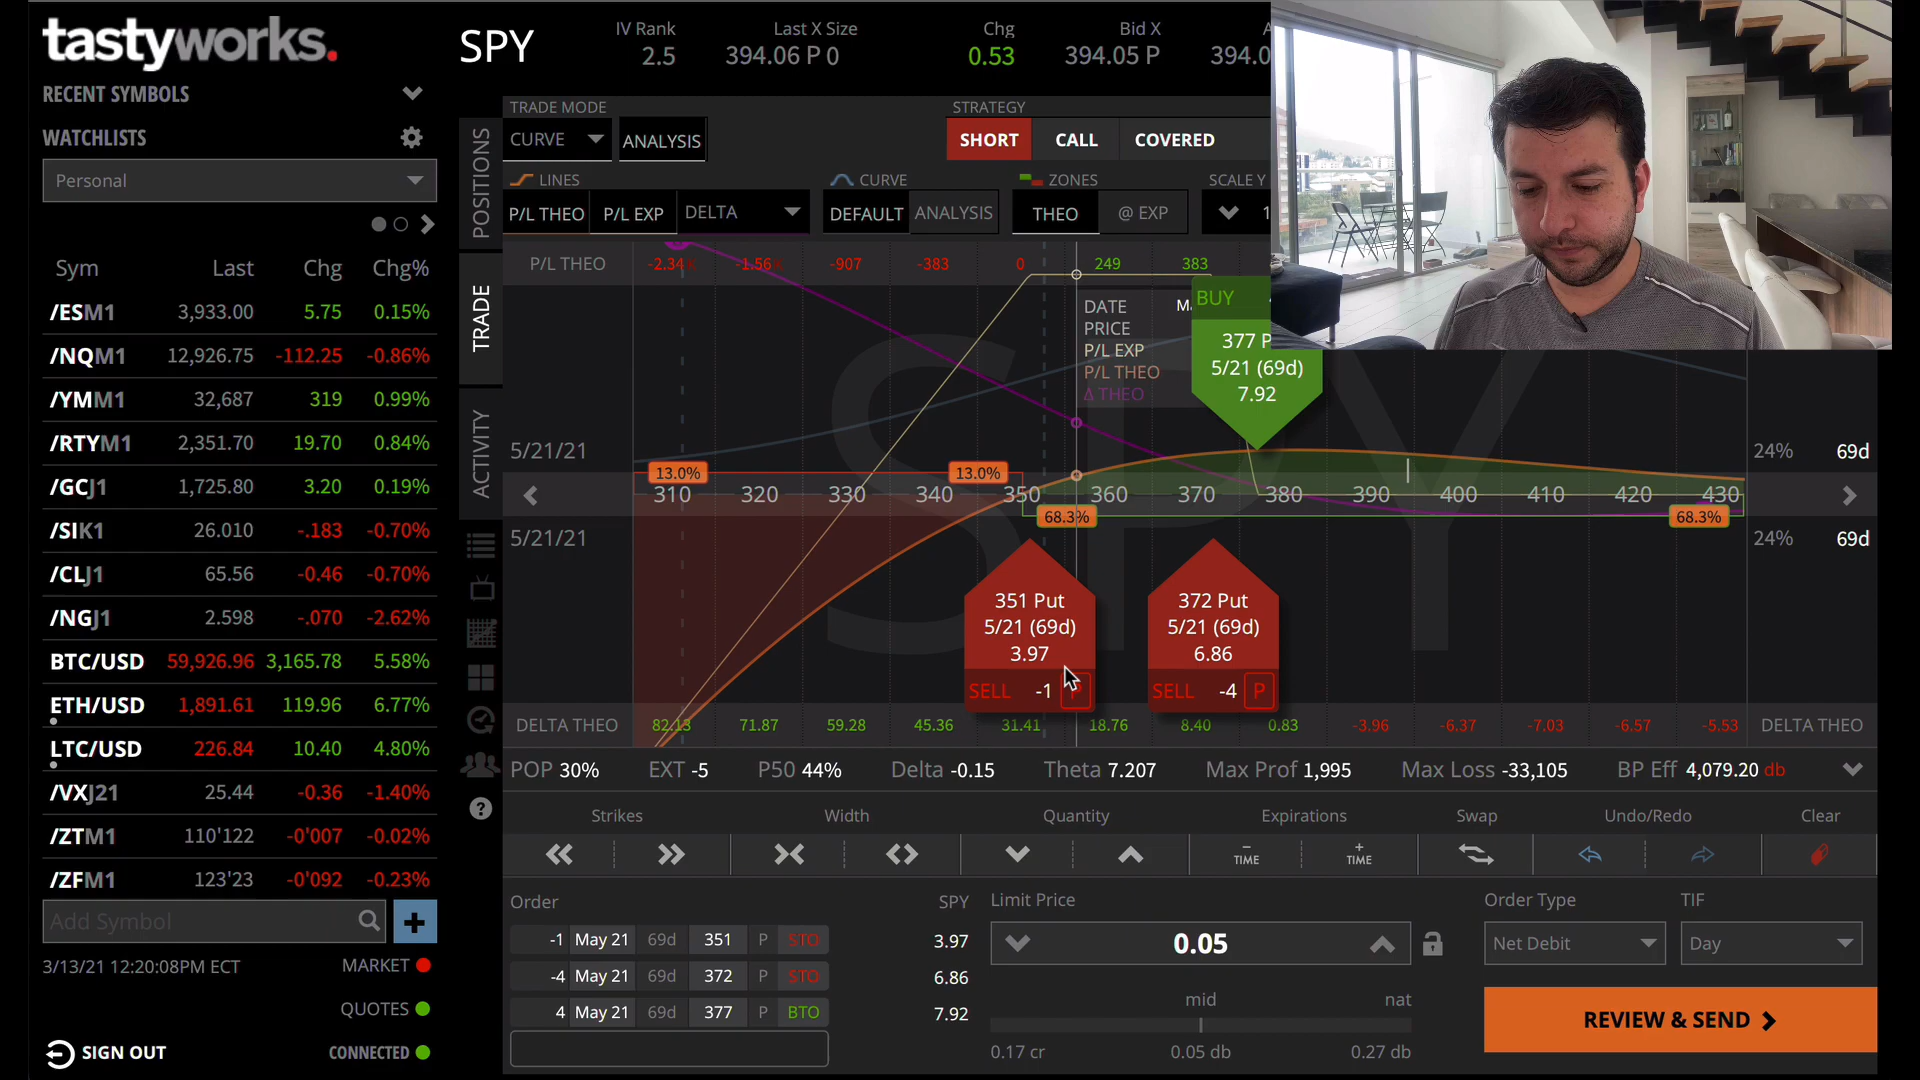 tastyworks.
RECENT SYMBOLS
WATCHLISTS
Personal
Sym Last Chg Chg%
/ESM1 3,933.00 5.75 0.15%
/NQM1 12,926.75 -112.25 -0.86%
/YMM1 32,687 319 0.99%
/RTYM1 2,351.70 19.70 0.84%
/GCJ1 1,725.80 3.20 0.19%
/SIK1 26.010 -.183 -0.70%
/CLJ1 65.56 -0.46 -0.70%
/NGJ1 2.598 -.070 -2.62%
BTC/USD 59,926.96 3,165.78 5.58%
ETH/USD 1,891.61 119.96 6.77%
LTC/USD 226.84 10.40 4.80%
/VXJ21 25.44 -0.36 -1.40%
/ZTM1 110'122 -0'007 -0.02%
/ZFM1 123'23 -0'092 -0.23%
Add Symbol
3/13/21 12:20:08PM ECT MARKET
QUOTES
SIGN OUT CONNECTED
POSITIONS
TRADE
ACTIVITY
SPY
IV Rank Last X Size Chg Bid X
2.5 394.06 P 0 0.53 394.05 P 394.0
TRADE MODE STRATEGY
CURVE ANALYSIS SHORT CALL COVERED
LINES CURVE ZONES SCALE Y
P/L THEO P/L EXP DELTA DEFAULT ANALYSIS THEO @ EXP
P/L THEO -2.34K -1.56K -907 -383 0 249 383
DATE
PRICE
P/L EXP
P/L THEO
Δ THEO
BUY
377 P
5/21 (69d)
7.92
SPY
5/21/21 24% 69d
13.0% 13.0%
310 320 330 340 350 360 370 380 390 400 410 420 430
68.3% 68.3%
5/21/21 24% 69d
351 Put
5/21 (69d)
3.97
SELL -1 P
372 Put
5/21 (69d)
6.86
SELL -4 P
DELTA THEO 82.13 71.87 59.28 45.36 31.41 18.76 8.40 0.83 -3.96 -6.37 -7.03 -6.57 -5.53 DELTA THEO
POP 30% EXT -5 P50 44% Delta -0.15 Theta 7.207 Max Prof 1,995 Max Loss -33,105 BP Eff 4,079.20 db
Strikes Width Quantity Expirations Swap Undo/Redo Clear
TIME TIME
Order SPY
-1 May 21 69d 351 P STO 3.97
-4 May 21 69d 372 P STO 6.86
4 May 21 69d 377 P BTO 7.92
Limit Price
0.05
mid nat
0.17 cr 0.05 db 0.27 db
Order Type TIF
Net Debit Day
REVIEW & SEND